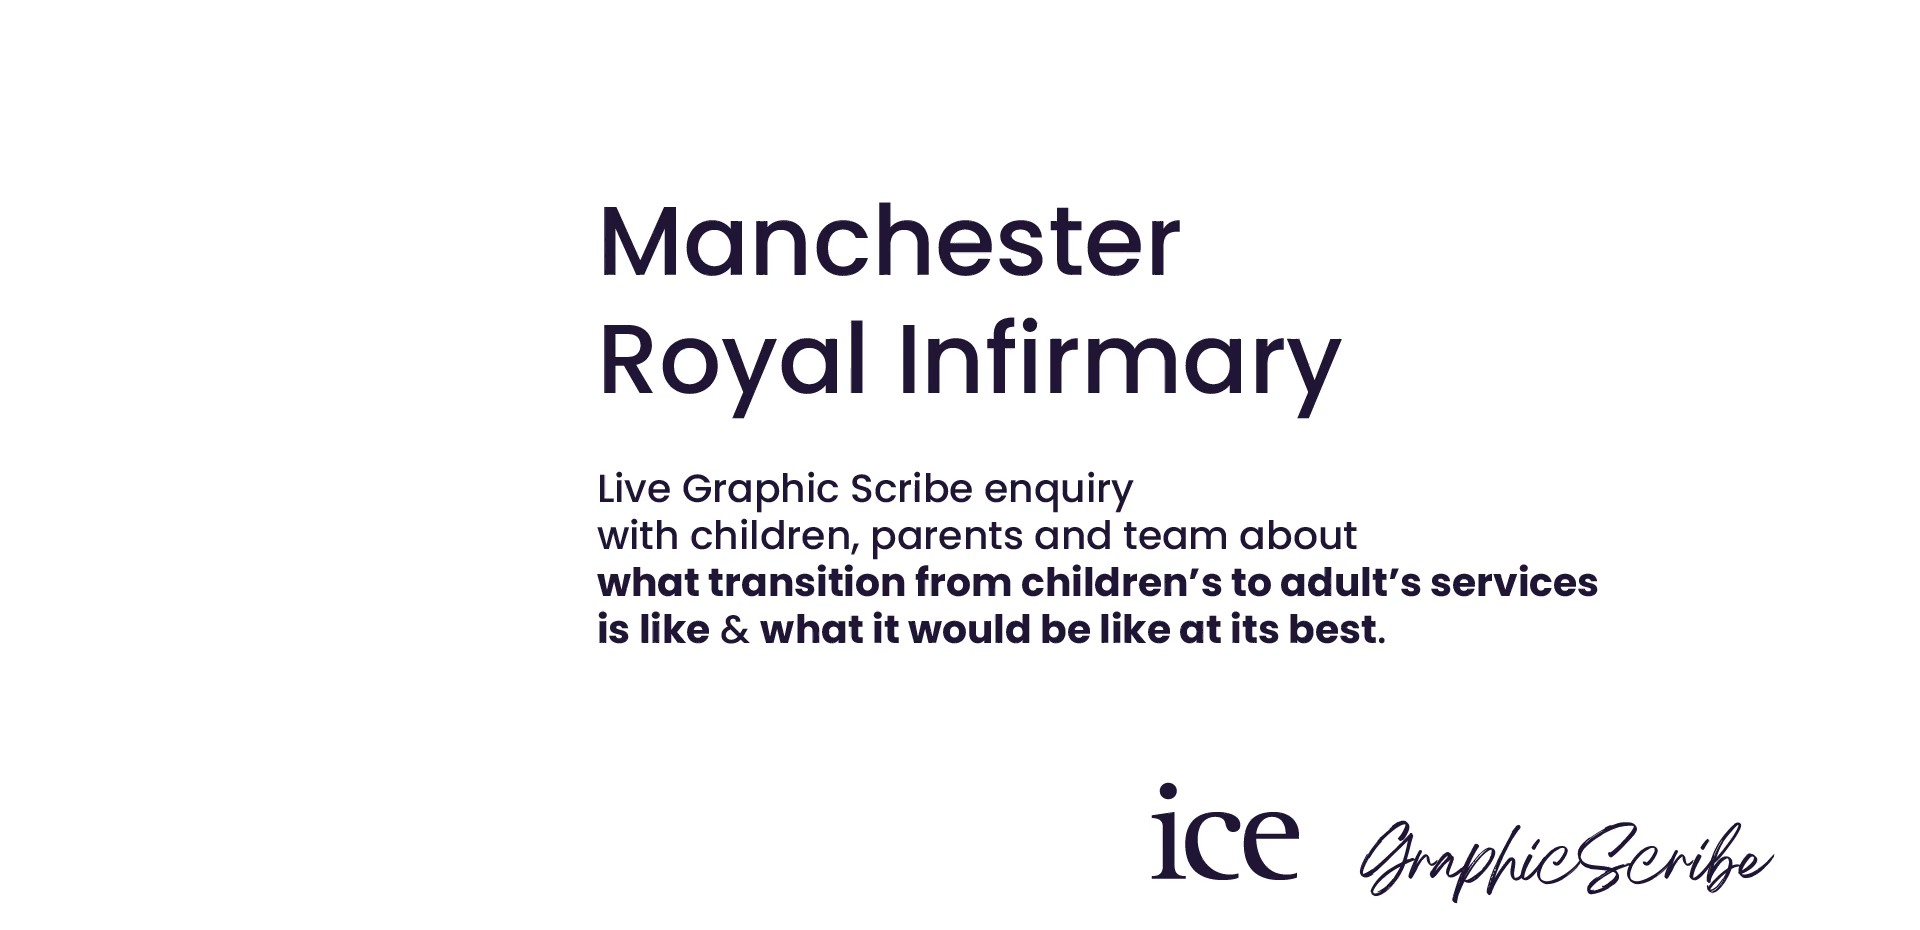 Manchester
Royal Infirmary
Live Graphic Scribe enquiry
with children, parents and team about
what transition from children’s to adult’s services
is like & what it would be like at its best.
ice
GraphicScribe